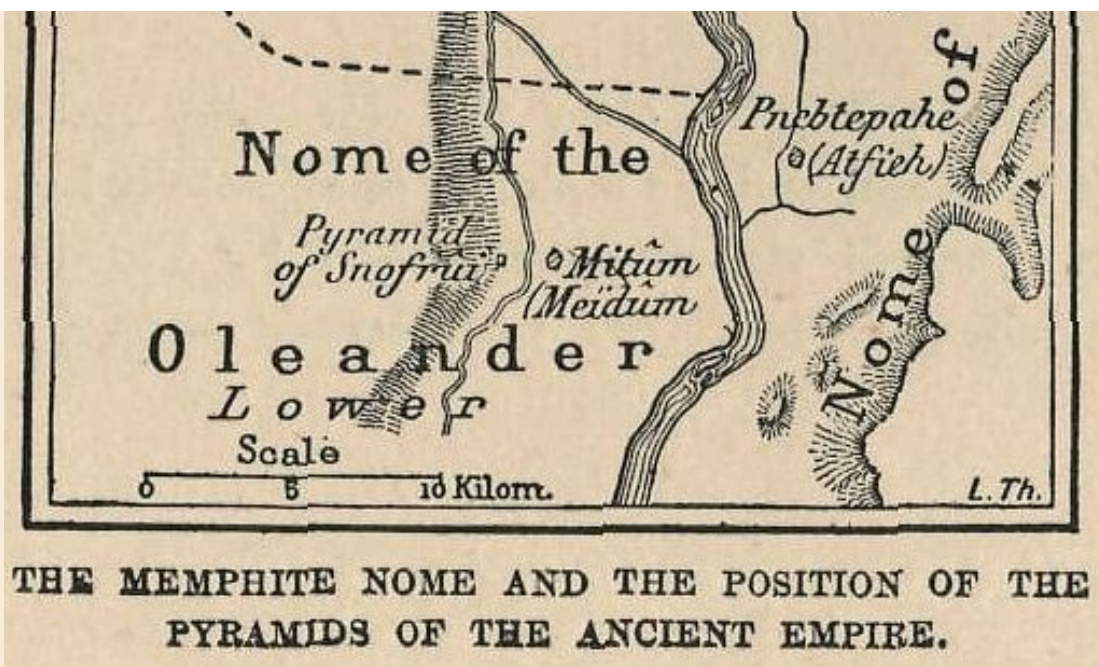 of
Pnebtepahe
(Atfieh)
Nome of the
Pyramid
of Snofrui
Mitûm
(Meïdûm
Nome
Oleander
Lower
Scale
0 5 10 Kilom.
L. Th.
THE MEMPHITE NOME AND THE POSITION OF THE
PYRAMIDS OF THE ANCIENT EMPIRE.